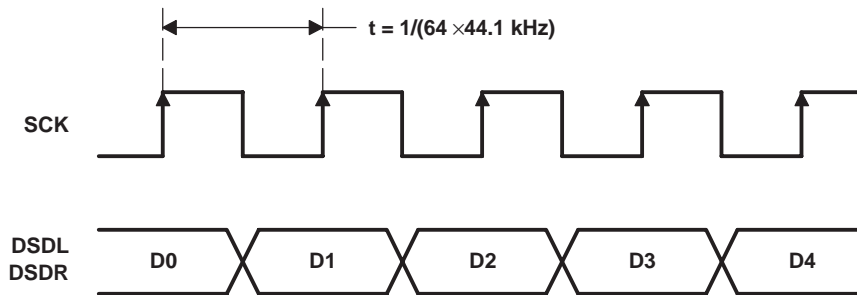 t = 1/(64 ×44.1 kHz)
SCK
DSDL
DSDR
D0 D1 D2 D3 D4